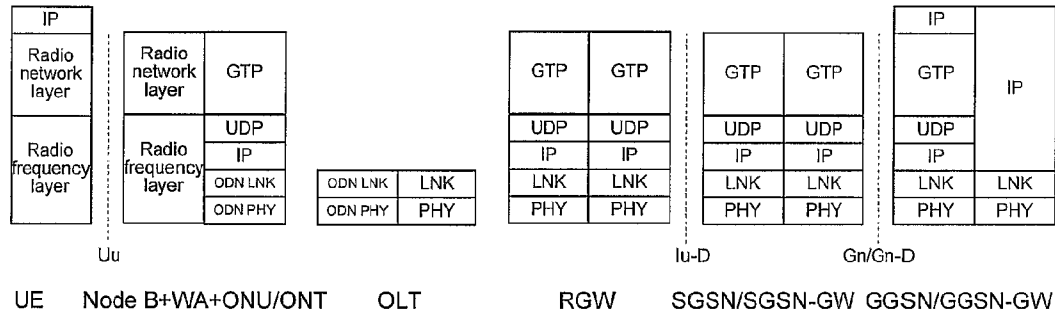 IP
Radio network layer
Radio frequency layer
Radio network layer
GTP
Radio frequency layer
UDP
IP
ODN LNK
ODN PHY
ODN LNK
LNK
ODN PHY
PHY
GTP
GTP
UDP
UDP
IP
IP
LNK
LNK
PHY
PHY
GTP
GTP
UDP
UDP
IP
IP
LNK
LNK
PHY
PHY
IP
GTP
IP
UDP
IP
LNK
LNK
PHY
PHY
Uu
Iu-D
Gn/Gn-D
UE
Node B+WA+ONU/ONT
OLT
RGW
SGSN/SGSN-GW
GGSN/GGSN-GW